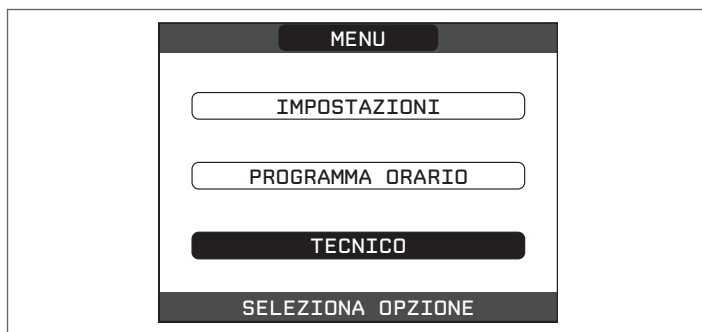 MENU
IMPOSTAZIONI
PROGRAMMA ORARIO
TECNICO
SELEZIONA OPZIONE